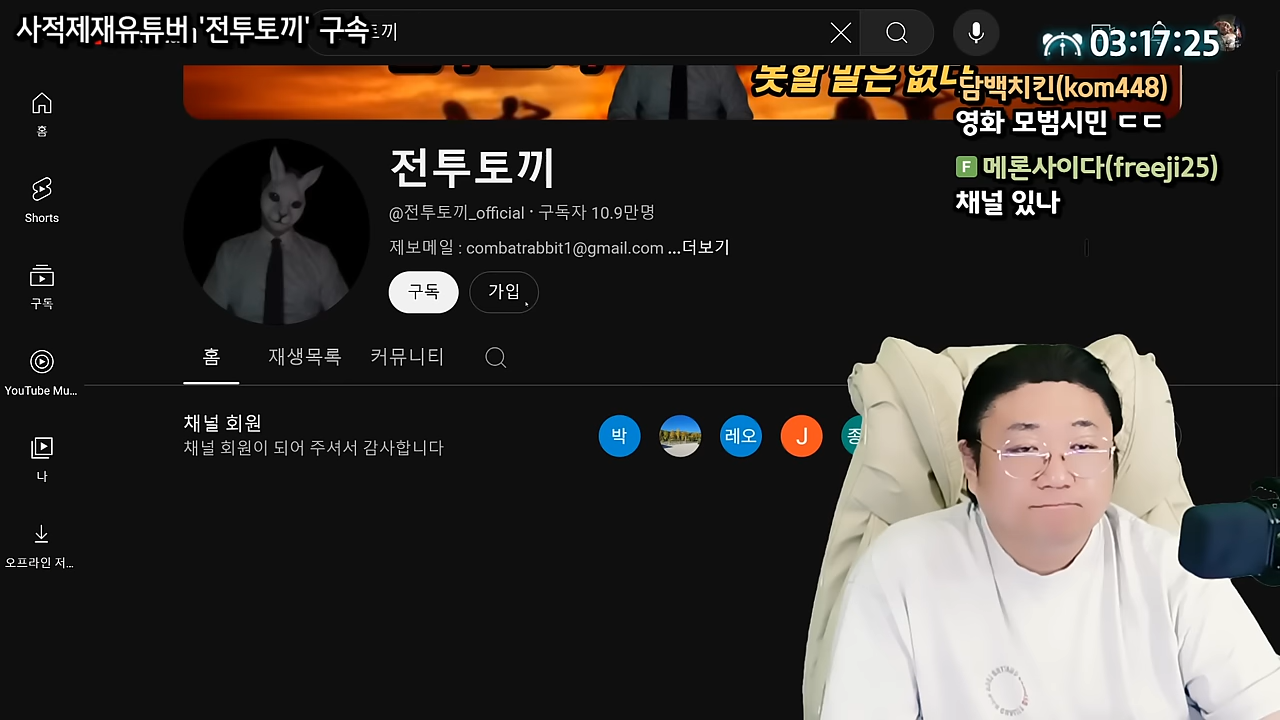 사적제재유튜버 '전투토끼' 구속
토끼
03:17:25
못할 말은 없다
담백치킨(kom448)
영화 모범시민 ㄷㄷ
F 메론사이다(freeji25)
채널 있나
홈
Shorts
구독
YouTube Mu...
나
오프라인 저...
전투토끼
@전투토끼_official · 구독자 10.9만명
제보메일 : combatrabbit1@gmail.com ...더보기
구독 가입
홈 재생목록 커뮤니티
채널 회원
채널 회원이 되어 주셔서 감사합니다
박 레오 J 종